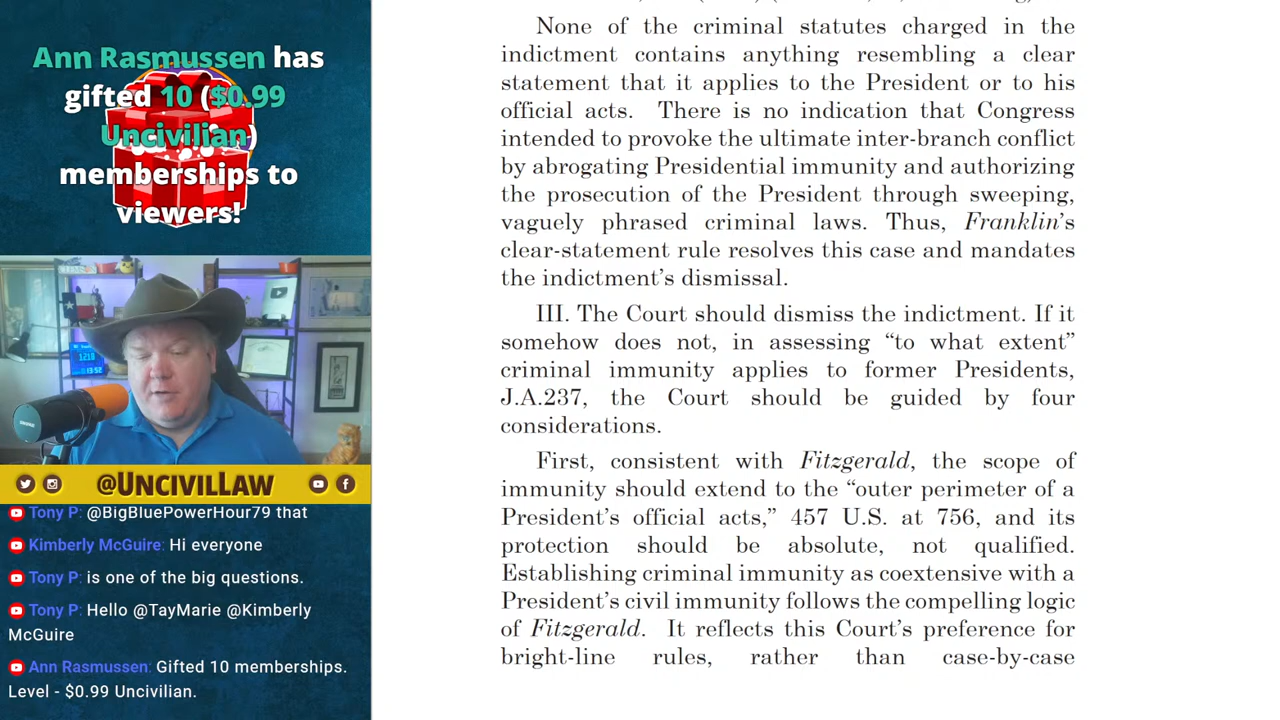 Ann Rasmussen has
gifted 10 ($0.99
Uncivilian)
memberships to
viewers!
1210
13:52
@UNCIVILLAW
Tony P: @BigBluePowerHour79 that
Kimberly McGuire: Hi everyone
Tony P: is one of the big questions.
Tony P: Hello @TayMarie @Kimberly
McGuire
Ann Rasmussen: Gifted 10 memberships.
Level - $0.99 Uncivilian.
None of the criminal statutes charged in the
indictment contains anything resembling a clear
statement that it applies to the President or to his
official acts. There is no indication that Congress
intended to provoke the ultimate inter-branch conflict
by abrogating Presidential immunity and authorizing
the prosecution of the President through sweeping,
vaguely phrased criminal laws. Thus, Franklin's
clear-statement rule resolves this case and mandates
the indictment's dismissal.
III. The Court should dismiss the indictment. If it
somehow does not, in assessing “to what extent”
criminal immunity applies to former Presidents,
J.A.237, the Court should be guided by four
considerations.
First, consistent with Fitzgerald, the scope of
immunity should extend to the “outer perimeter of a
President's official acts,” 457 U.S. at 756, and its
protection should be absolute, not qualified.
Establishing criminal immunity as coextensive with a
President's civil immunity follows the compelling logic
of Fitzgerald. It reflects this Court's preference for
bright-line rules, rather than case-by-case